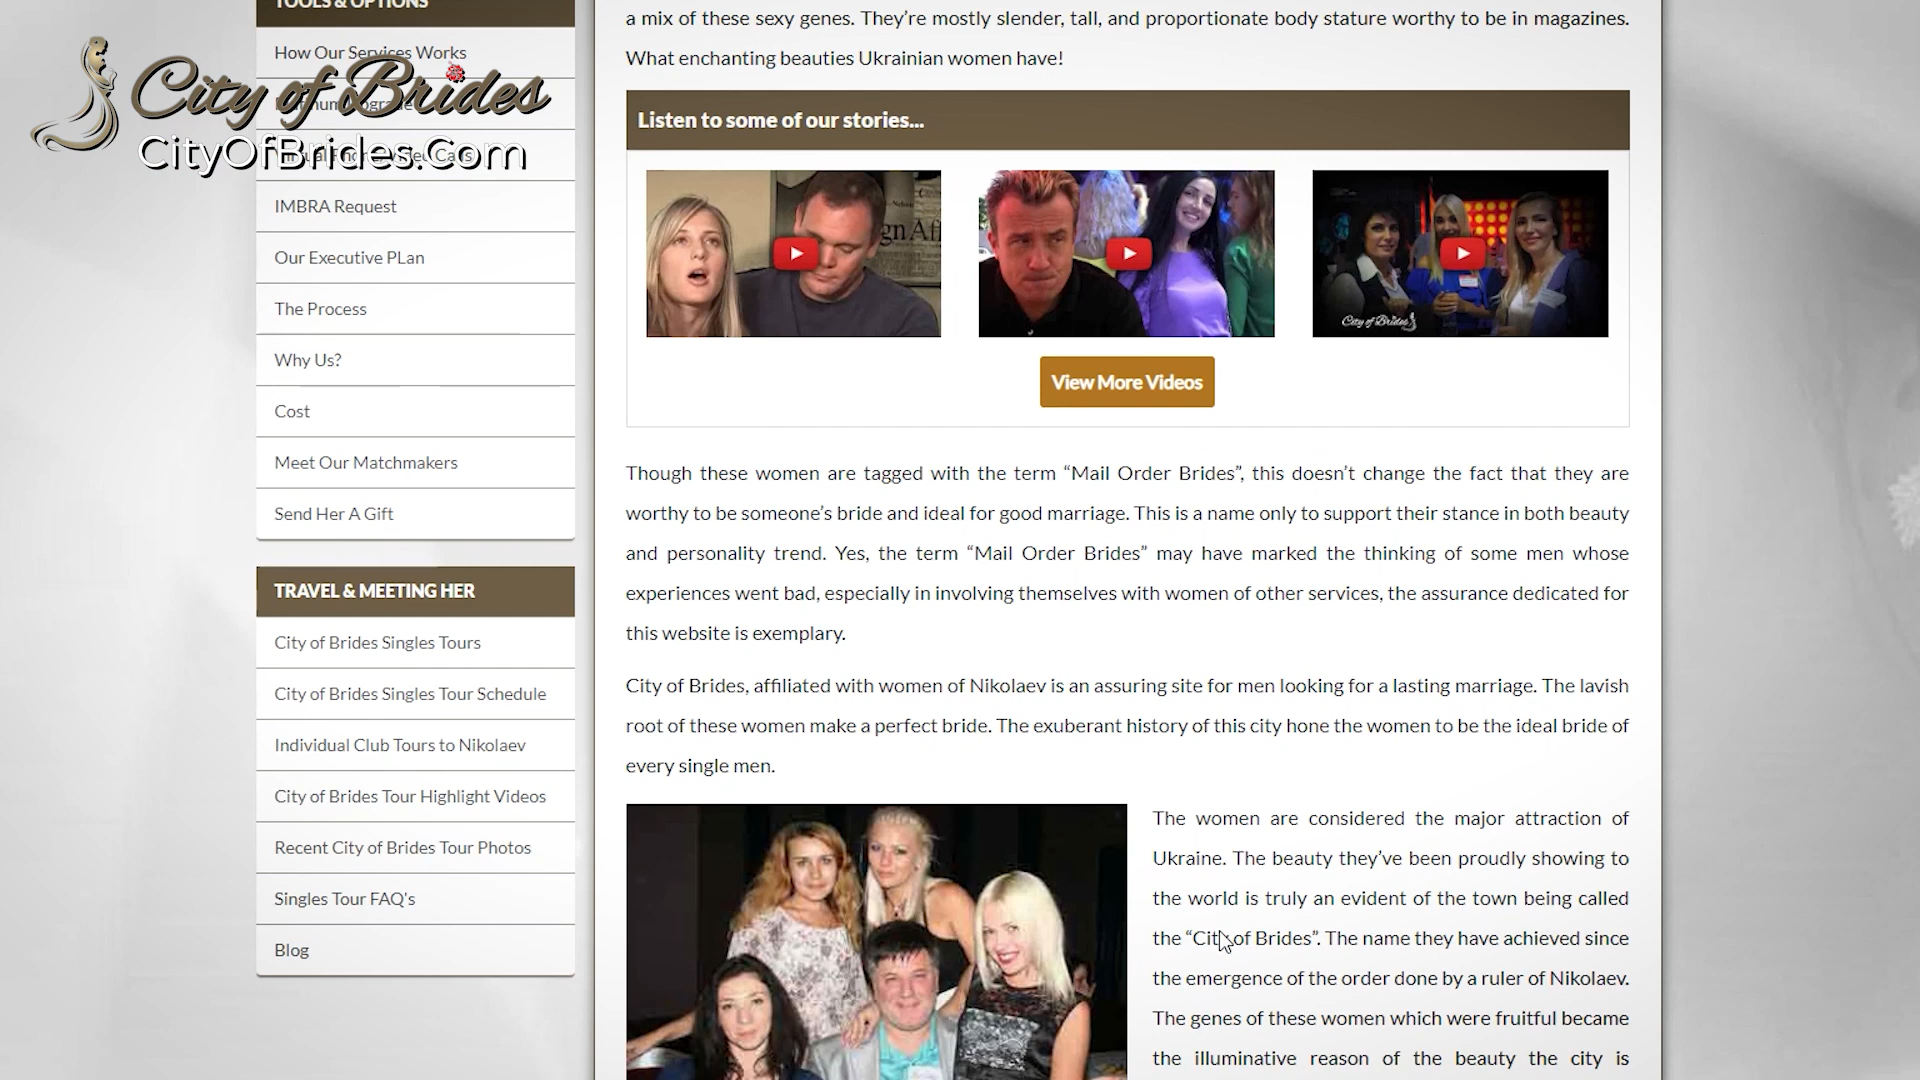 TOOLS & OPTIONS
How Our Services Works
City of Brides
CityOfBrides.Com
IMBRA Request
Our Executive PLan
The Process
Why Us?
Cost
Meet Our Matchmakers
Send Her A Gift
TRAVEL & MEETING HER
City of Brides Singles Tours
City of Brides Singles Tour Schedule
Individual Club Tours to Nikolaev
City of Brides Tour Highlight Videos
Recent City of Brides Tour Photos
Singles Tour FAQ's
Blog
a mix of these sexy genes. They’re mostly slender, tall, and proportionate body stature worthy to be in magazines.
What enchanting beauties Ukrainian women have!
Listen to some of our stories...
City of Brides
View More Videos
Though these women are tagged with the term “Mail Order Brides”, this doesn’t change the fact that they are
worthy to be someone’s bride and ideal for good marriage. This is a name only to support their stance in both beauty
and personality trend. Yes, the term “Mail Order Brides” may have marked the thinking of some men whose
experiences went bad, especially in involving themselves with women of other services, the assurance dedicated for
this website is exemplary.
City of Brides, affiliated with women of Nikolaev is an assuring site for men looking for a lasting marriage. The lavish
root of these women make a perfect bride. The exuberant history of this city hone the women to be the ideal bride of
every single men.
The women are considered the major attraction of
Ukraine. The beauty they’ve been proudly showing to
the world is truly an evident of the town being called
the “City of Brides”. The name they have achieved since
the emergence of the order done by a ruler of Nikolaev.
The genes of these women which were fruitful became
the illuminative reason of the beauty the city is